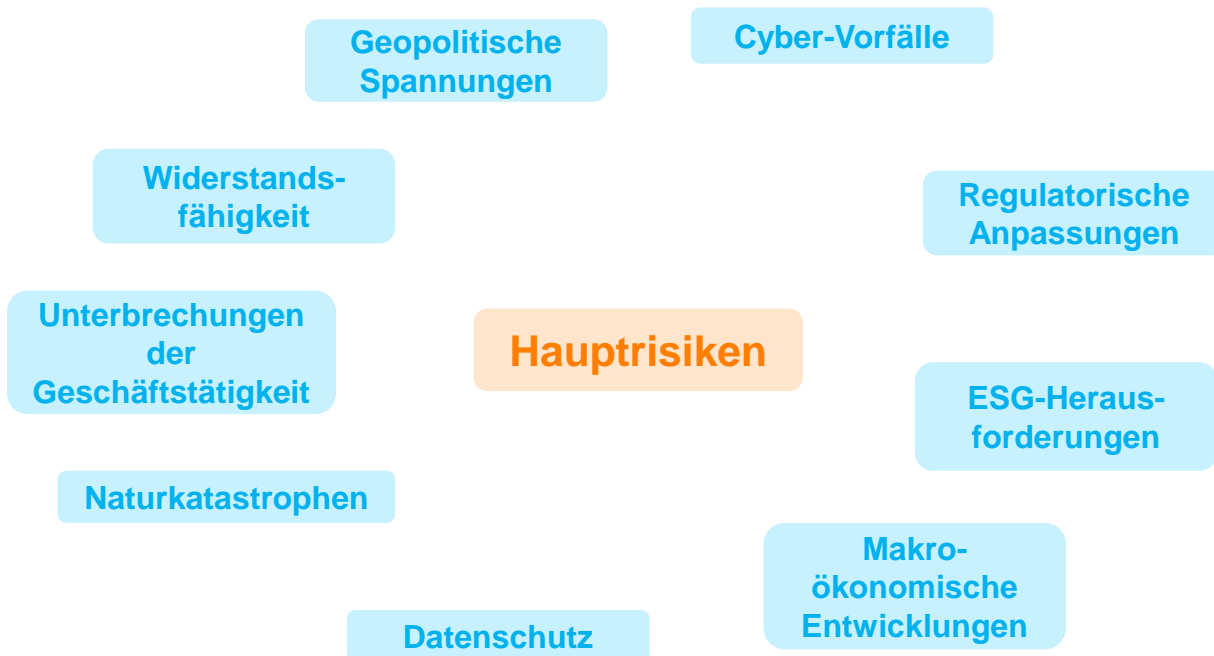 Geopolitische
Spannungen
Cyber-Vorfälle
Widerstands-
fähigkeit
Regulatorische
Anpassungen
Unterbrechungen
der
Geschäftstätigkeit
Hauptrisiken
ESG-Heraus-
forderungen
Naturkatastrophen
Makro-
ökonomische
Entwicklungen
Datenschutz